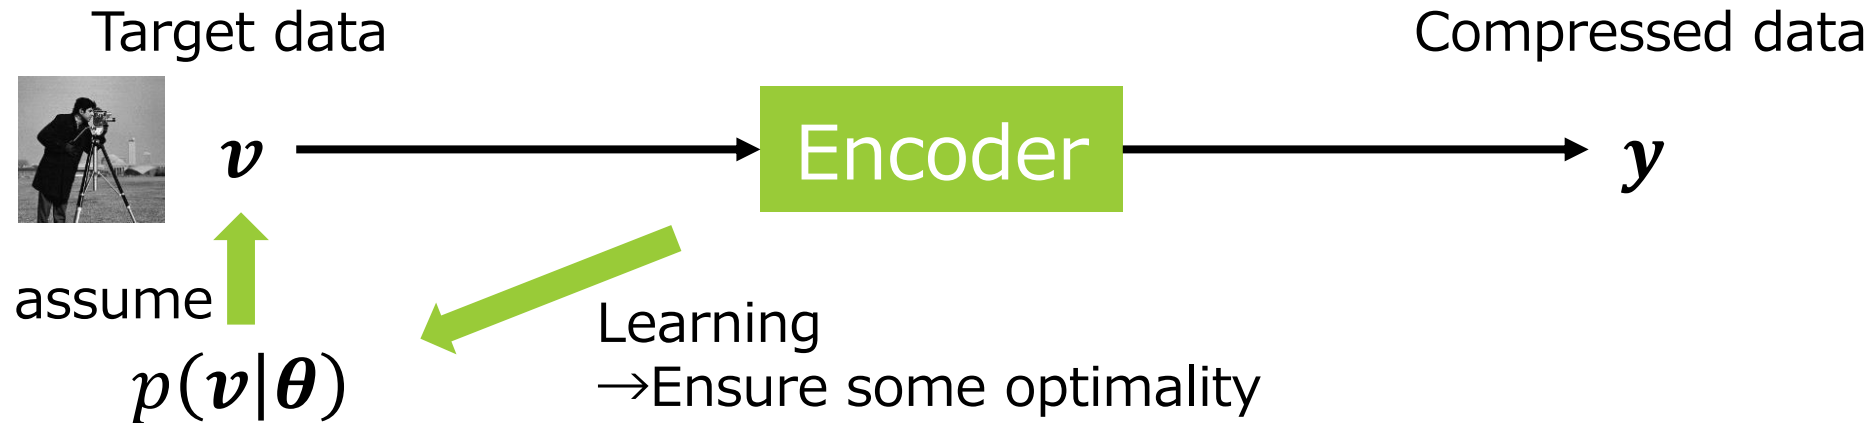 Target data
Compressed data
v
Encoder
y
assume
p(v|θ)
Learning
→Ensure some optimality